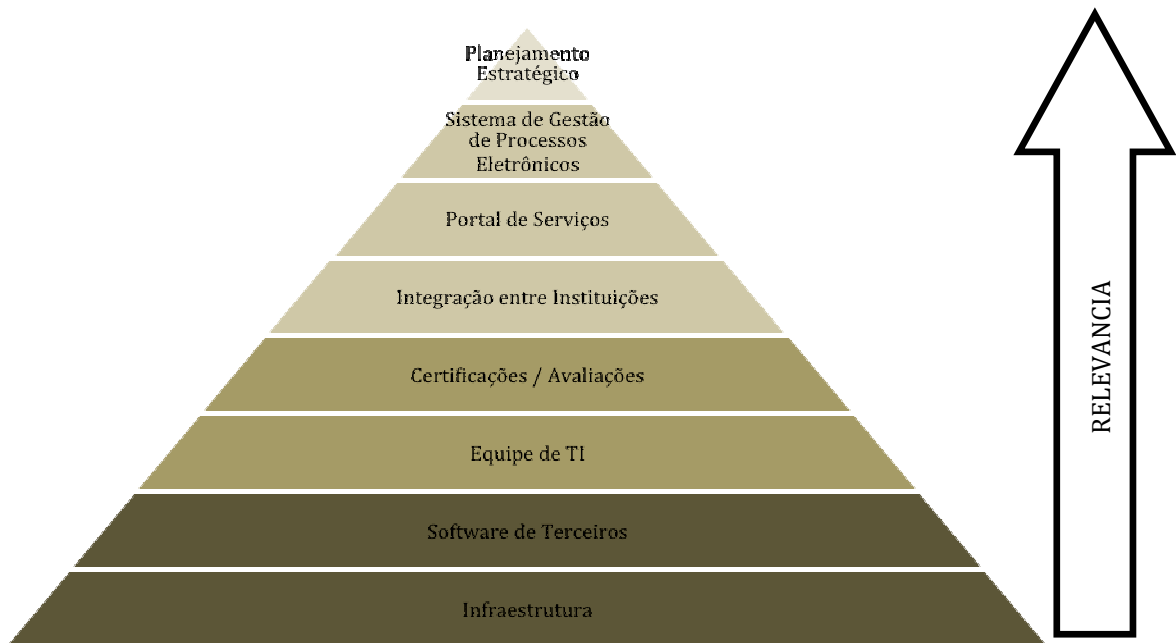 Planejamento
Estratégico
Sistema de Gestão
de Processos
Eletrônicos
Portal de Serviços
Integração entre Instituições
Certificações / Avaliações
Equipe de TI
Software de Terceiros
Infraestrutura
RELEVANCIA